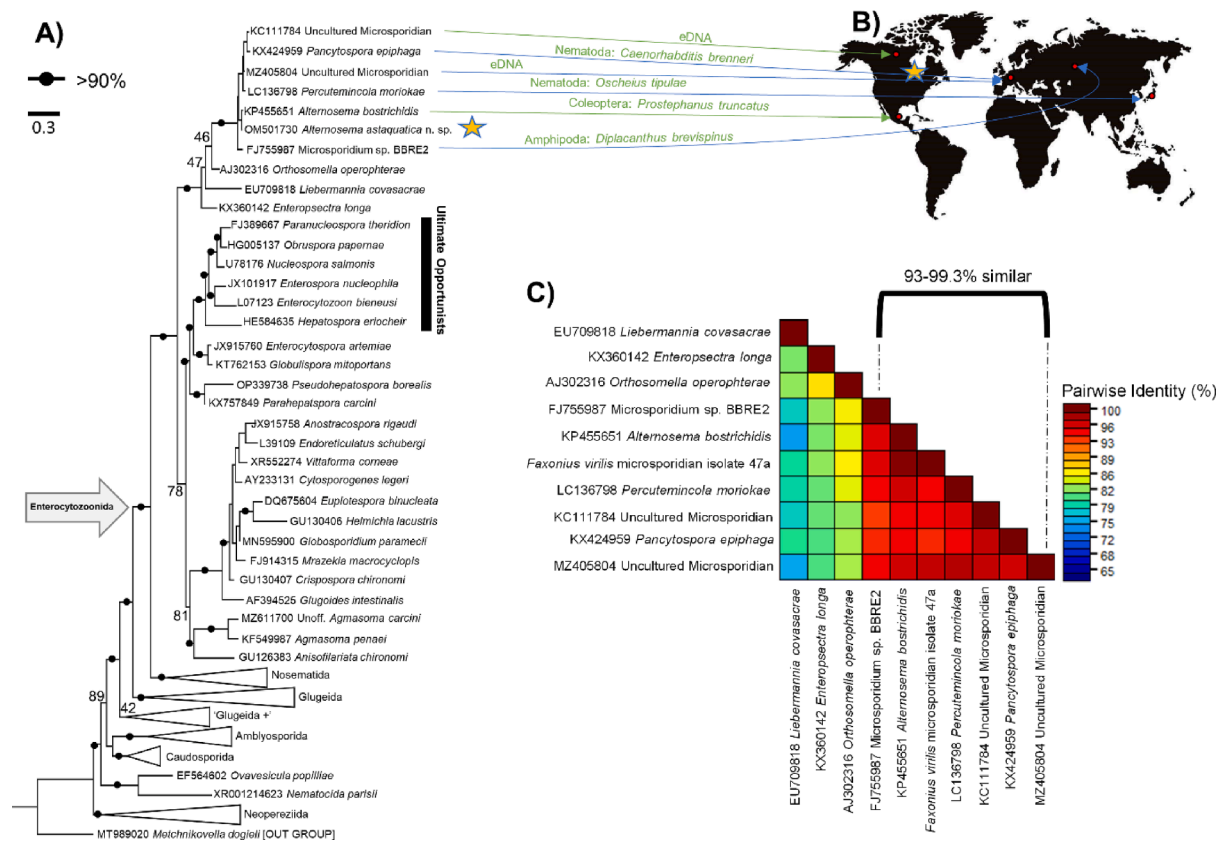 A)
>90%
0.3
KC111784 Uncultured Microsporidian
KX424959 Pancytospora epiphaga
MZ405804 Uncultured Microsporidian
LC136798 Percutemincola moriokae
KP455651 Alternosema bostrichidis
OM501730 Alternosema astaquatica n. sp.
FJ755987 Microsporidium sp. BBRE2
46
47
AJ302316 Orthosomella operophterae
EU709818 Liebermannia covasacrae
KX360142 Enteropsectra longa
FJ389667 Paranucleospora theridion
HG005137 Obruspora papernae
U78176 Nucleospora salmonis
JX101917 Enterospora nucleophila
L07123 Enterocytozoon bieneusi
HE584635 Hepatospora eriocheir
Ultimate Opportunists
JX915760 Enterocytospora artemiae
KT762153 Globulispora mitoportans
OP339738 Pseudohepatospora borealis
KX757849 Parahepatspora carcini
JX915758 Anostracospora rigaudi
L39109 Endoreticulatus schubergi
XR552274 Vittaforma corneae
AY233131 Cytosporogenes legeri
78
DQ675604 Euplotespora binucleata
Enterocytozoonida
GU130406 Helmichia lacustris
MN595900 Globosporidium paramecii
FJ914315 Mrazekia macrocyclops
GU130407 Crispospora chironomi
AF394525 Glugoides intestinalis
81
MZ611700 Unoff. Agmasoma carcini
KF549987 Agmasoma penaei
GU126383 Anisofilariata chironomi
Nosematida
89
Glugeida
42
'Glugeida +'
Amblyosporida
Caudosporida
EF564602 Ovavesicula popilliae
XR001214623 Nematocida parisii
Neopereziida
MT989020 Metchnikovella dogieli [OUT GROUP]
B)
eDNA
Nematoda: Caenorhabditis brenneri
eDNA
Nematoda: Oscheius tipulae
Coleoptera: Prostephanus truncatus
Amphipoda: Diplacanthus brevispinus
C)
93-99.3% similar
EU709818 Liebermannia covasacrae
KX360142 Enteropsectra longa
AJ302316 Orthosomella operophterae
FJ755987 Microsporidium sp. BBRE2
KP455651 Alternosema bostrichidis
Faxonius virilis microsporidian isolate 47a
LC136798 Percutemincola moriokae
KC111784 Uncultured Microsporidian
KX424959 Pancytospora epiphaga
MZ405804 Uncultured Microsporidian
Pairwise Identity (%)
100
96
93
89
86
82
79
75
72
68
65
EU709818 Liebermannia covasacrae
KX360142 Enteropsectra longa
AJ302316 Orthosomella operophterae
FJ755987 Microsporidium sp. BBRE2
KP455651 Alternosema bostrichidis
Faxonius virilis microsporidian isolate 47a
LC136798 Percutemincola moriokae
KC111784 Uncultured Microsporidian
KX424959 Pancytospora epiphaga
MZ405804 Uncultured Microsporidian